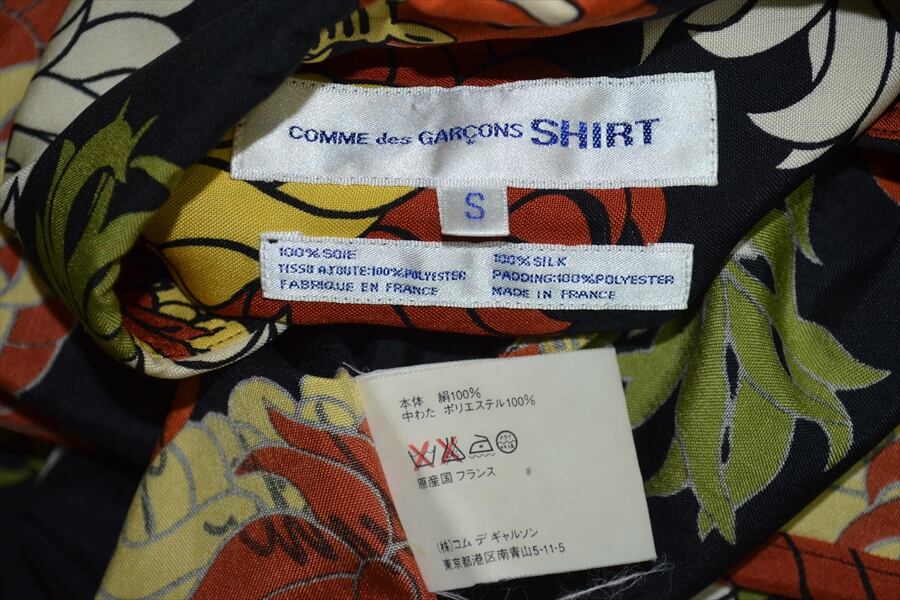 COMME des GARÇONS SHIRT
S
100% SOIE
TISSU AJOUTE:100%POLYESTER
FABRIQUE EN FRANCE
100% SILK
PADDING:100%POLYESTER
MADE IN FRANCE
本体 絹100%
中わた ポリエステル100%
原産国 フランス
(株)コム デ ギャルソン
東京都港区南青山5-11-5